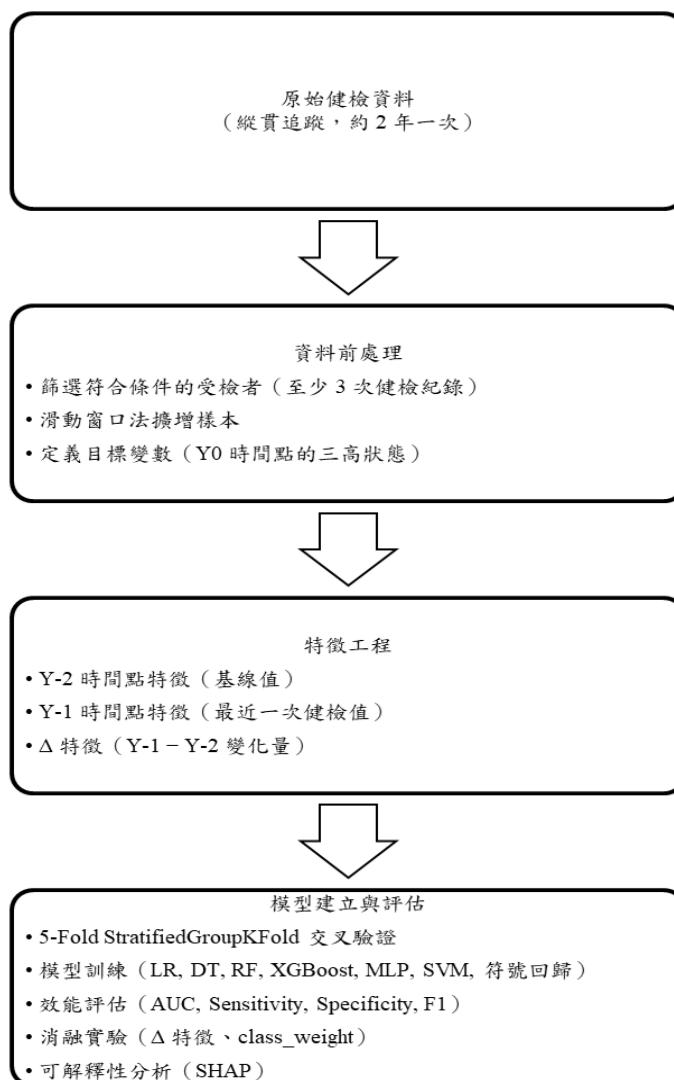 原始健檢資料
（縱貫追蹤，約 2 年一次）
資料前處理
• 篩選符合條件的受檢者（至少 3 次健檢紀錄）
• 滑動窗口法擴增樣本
• 定義目標變數（Y0 時間點的三高狀態）
特徵工程
• Y-2 時間點特徵（基線值）
• Y-1 時間點特徵（最近一次健檢值）
• Δ 特徵（Y-1 − Y-2 變化量）
模型建立與評估
• 5-Fold StratifiedGroupKFold 交叉驗證
• 模型訓練（LR, DT, RF, XGBoost, MLP, SVM, 符號回歸）
• 效能評估（AUC, Sensitivity, Specificity, F1）
• 消融實驗（Δ 特徵、class_weight）
• 可解釋性分析（SHAP）